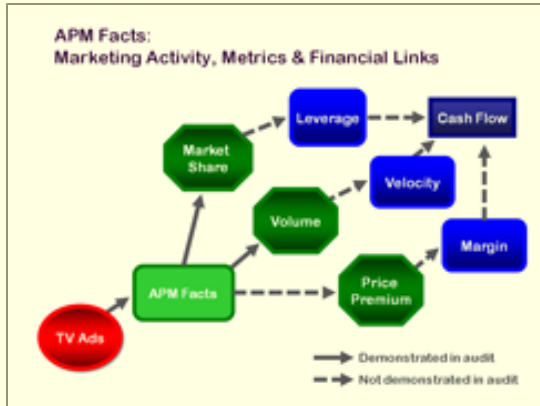 APM Facts:
Marketing Activity, Metrics & Financial Links
Leverage
Cash Flow
Market
Share
Velocity
Volume
Margin
APM Facts
Price
Premium
TV Ads
Demonstrated in audit
Not demonstrated in audit